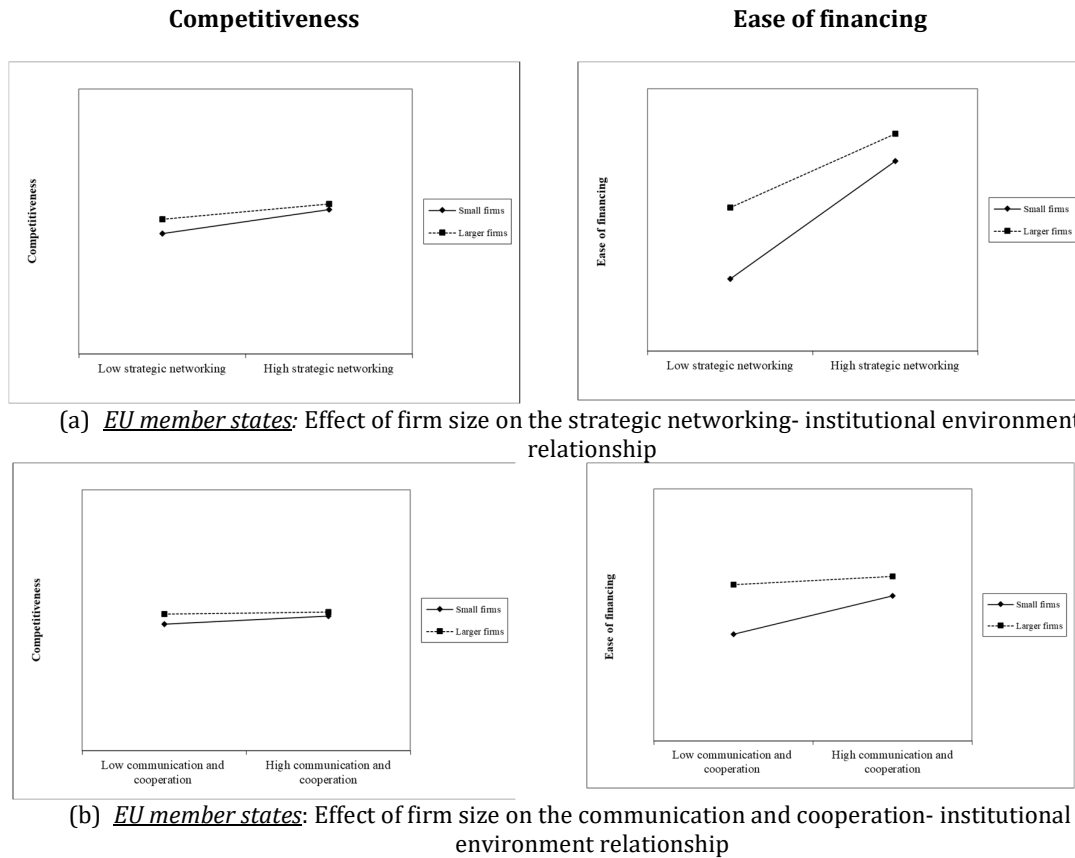 Competitiveness
Ease of financing
Competitiveness
Small firms
Larger firms
Low strategic networking
High strategic networking
Ease of financing
Small firms
Larger firms
Low strategic networking
High strategic networking
(a) EU member states: Effect of firm size on the strategic networking- institutional environment
relationship
Competitiveness
Small firms
Larger firms
Low communication and
cooperation
High communication and
cooperation
Ease of financing
Small firms
Larger firms
Low communication and
cooperation
High communication and
cooperation
(b) EU member states: Effect of firm size on the communication and cooperation- institutional
environment relationship